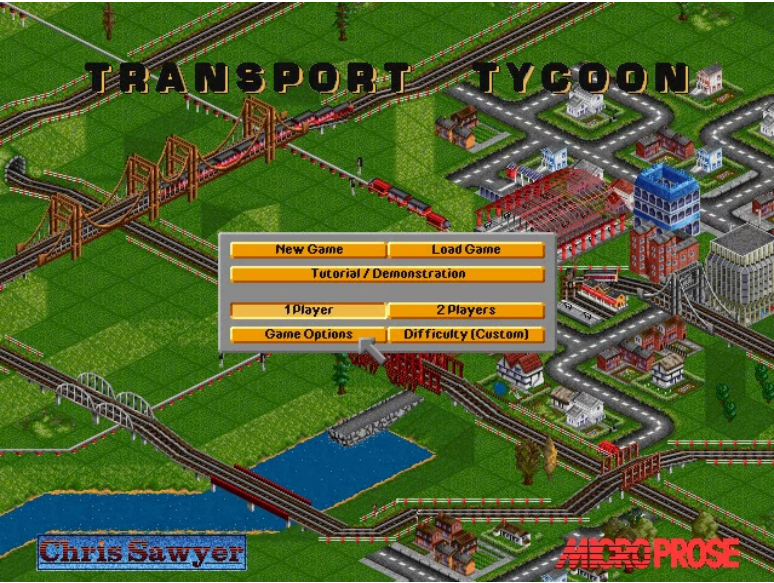 TRANSPORT TYCOON
New Game Load Game
Tutorial / Demonstration
1 Player 2 Players
Game Options Difficulty (Custom)
Chris Sawyer MICROPROSE